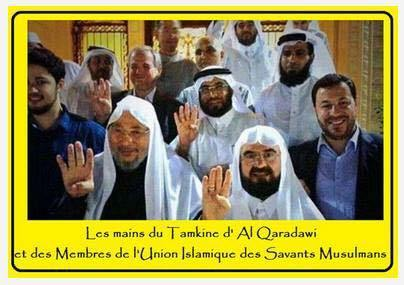 Les mains du Tamkine d' Al Qaradawi
et des Membres de l'Union Islamique des Savants Musulmans